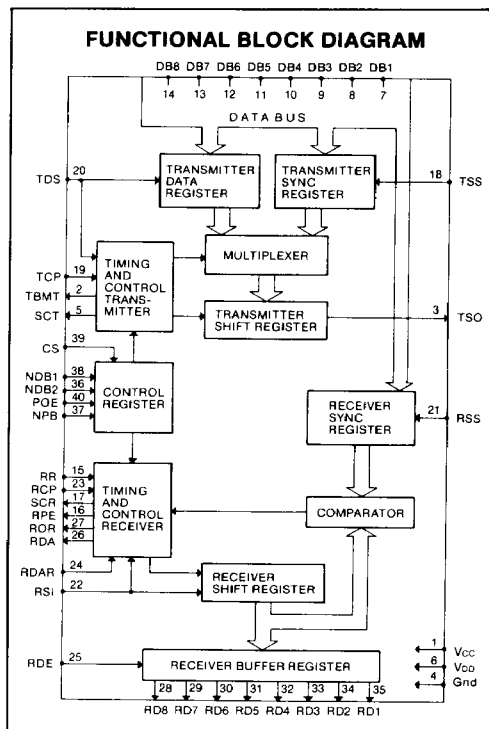 FUNCTIONAL BLOCK DIAGRAM
DB8 DB7 DB6 DB5 DB4 DB3 DB2 DB1
14 13 12 11 10 9 8 7
DATA BUS
TDS 20
TRANSMITTER
DATA
REGISTER
TRANSMITTER
SYNC
REGISTER
18 TSS
TCP 19
TBMT 2
SCT 5
TIMING
AND
CONTROL
TRANS-
MITTER
MULTIPLEXER
TRANSMITTER
SHIFT REGISTER
3 TSO
CS 39
NDB1 38
NDB2 36
POE 40
NPB 37
CONTROL
REGISTER
RECEIVER
SYNC
REGISTER
21 RSS
RR 15
RCP 23
SCR 17
RPE 16
ROR 27
RDA 26
TIMING
AND
CONTROL
RECEIVER
COMPARATOR
RDAR 24
RSI 22
RECEIVER
SHIFT REGISTER
RDE 25
RECEIVER BUFFER REGISTER
1 VCC
6 VDD
4 Gnd
28 29 30 31 32 33 34 35
RD8 RD7 RD6 RD5 RD4 RD3 RD2 RD1